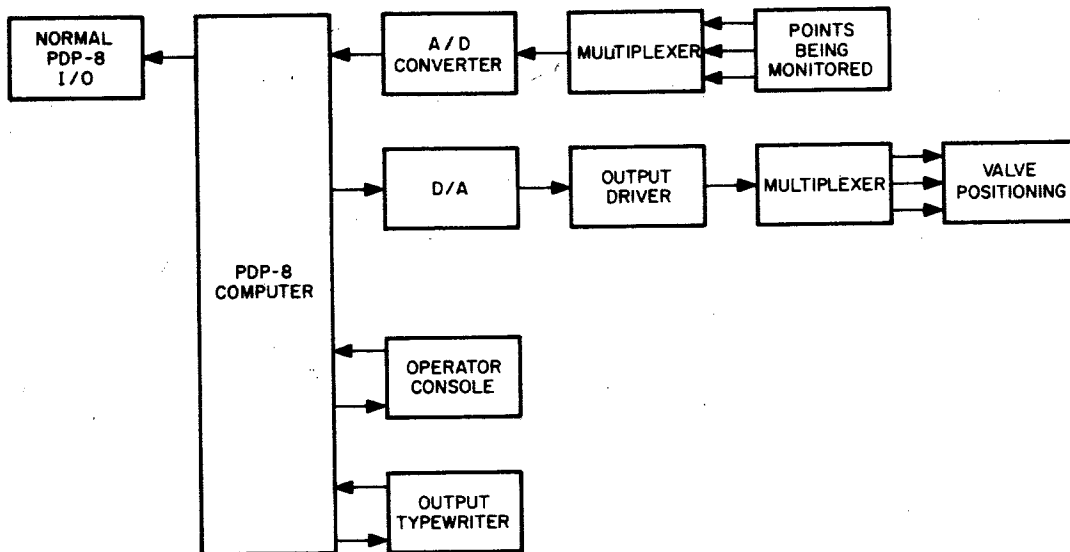 NORMAL
PDP-8
I/O
A/D
CONVERTER
MULTIPLEXER
POINTS
BEING
MONITORED
D/A
OUTPUT
DRIVER
MULTIPLEXER
VALVE
POSITIONING
PDP-8
COMPUTER
OPERATOR
CONSOLE
OUTPUT
TYPEWRITER